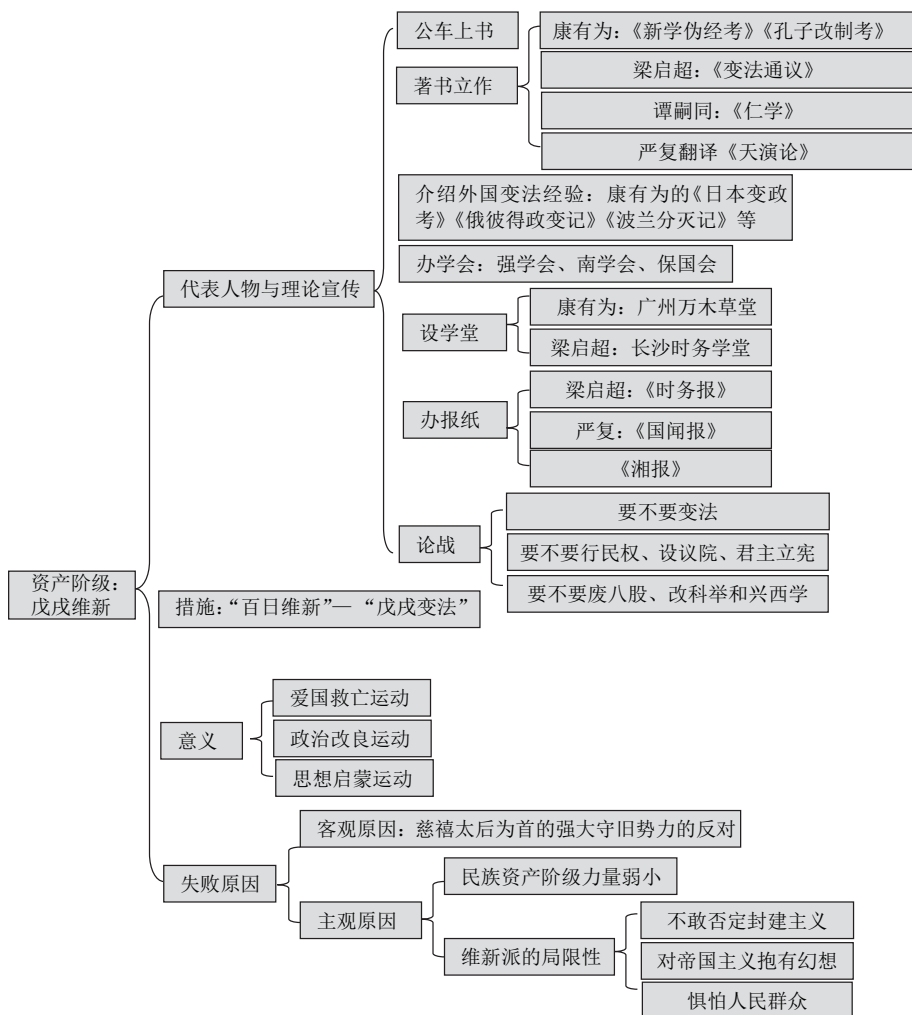 资产阶级：
戊戌维新
代表人物与理论宣传
公车上书
著书立作
康有为：《新学伪经考》《孔子改制考》
梁启超：《变法通议》
谭嗣同：《仁学》
严复翻译《天演论》
介绍外国变法经验：康有为的《日本变政
考》《俄彼得政变记》《波兰分灭记》等
办学会：强学会、南学会、保国会
设学堂
康有为：广州万木草堂
梁启超：长沙时务学堂
办报纸
梁启超：《时务报》
严复：《国闻报》
《湘报》
论战
要不要变法
要不要行民权、设议院、君主立宪
要不要废八股、改科举和兴西学
措施：“百日维新”—“戊戌变法”
意义
爱国救亡运动
政治改良运动
思想启蒙运动
失败原因
客观原因：慈禧太后为首的强大守旧势力的反对
主观原因
民族资产阶级力量弱小
维新派的局限性
不敢否定封建主义
对帝国主义抱有幻想
惧怕人民群众